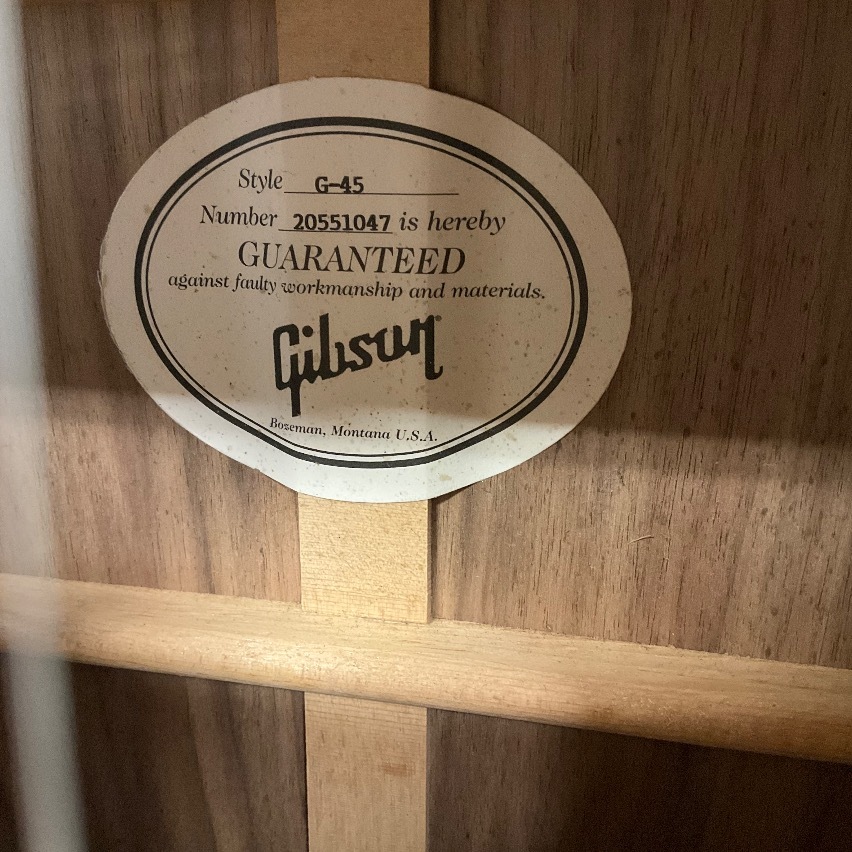 Style G-45
Number 20551047 is hereby
GUARANTEED
against faulty workmanship and materials.
Gibson
Bozeman, Montana U.S.A.